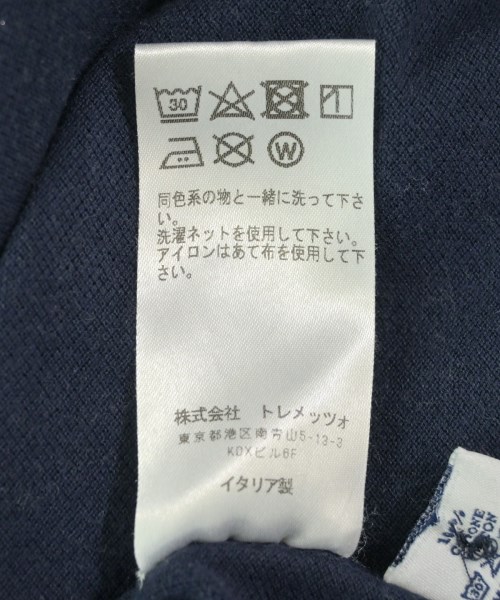 30
W
同色系の物と一緒に洗って下さ
い。
洗濯ネットを使用して下さい。
アイロンはあて布を使用して下
さい。
株式会社 トレメッツォ
東京都港区南青山5-13-3
KDXビル6F
イタリア製
30